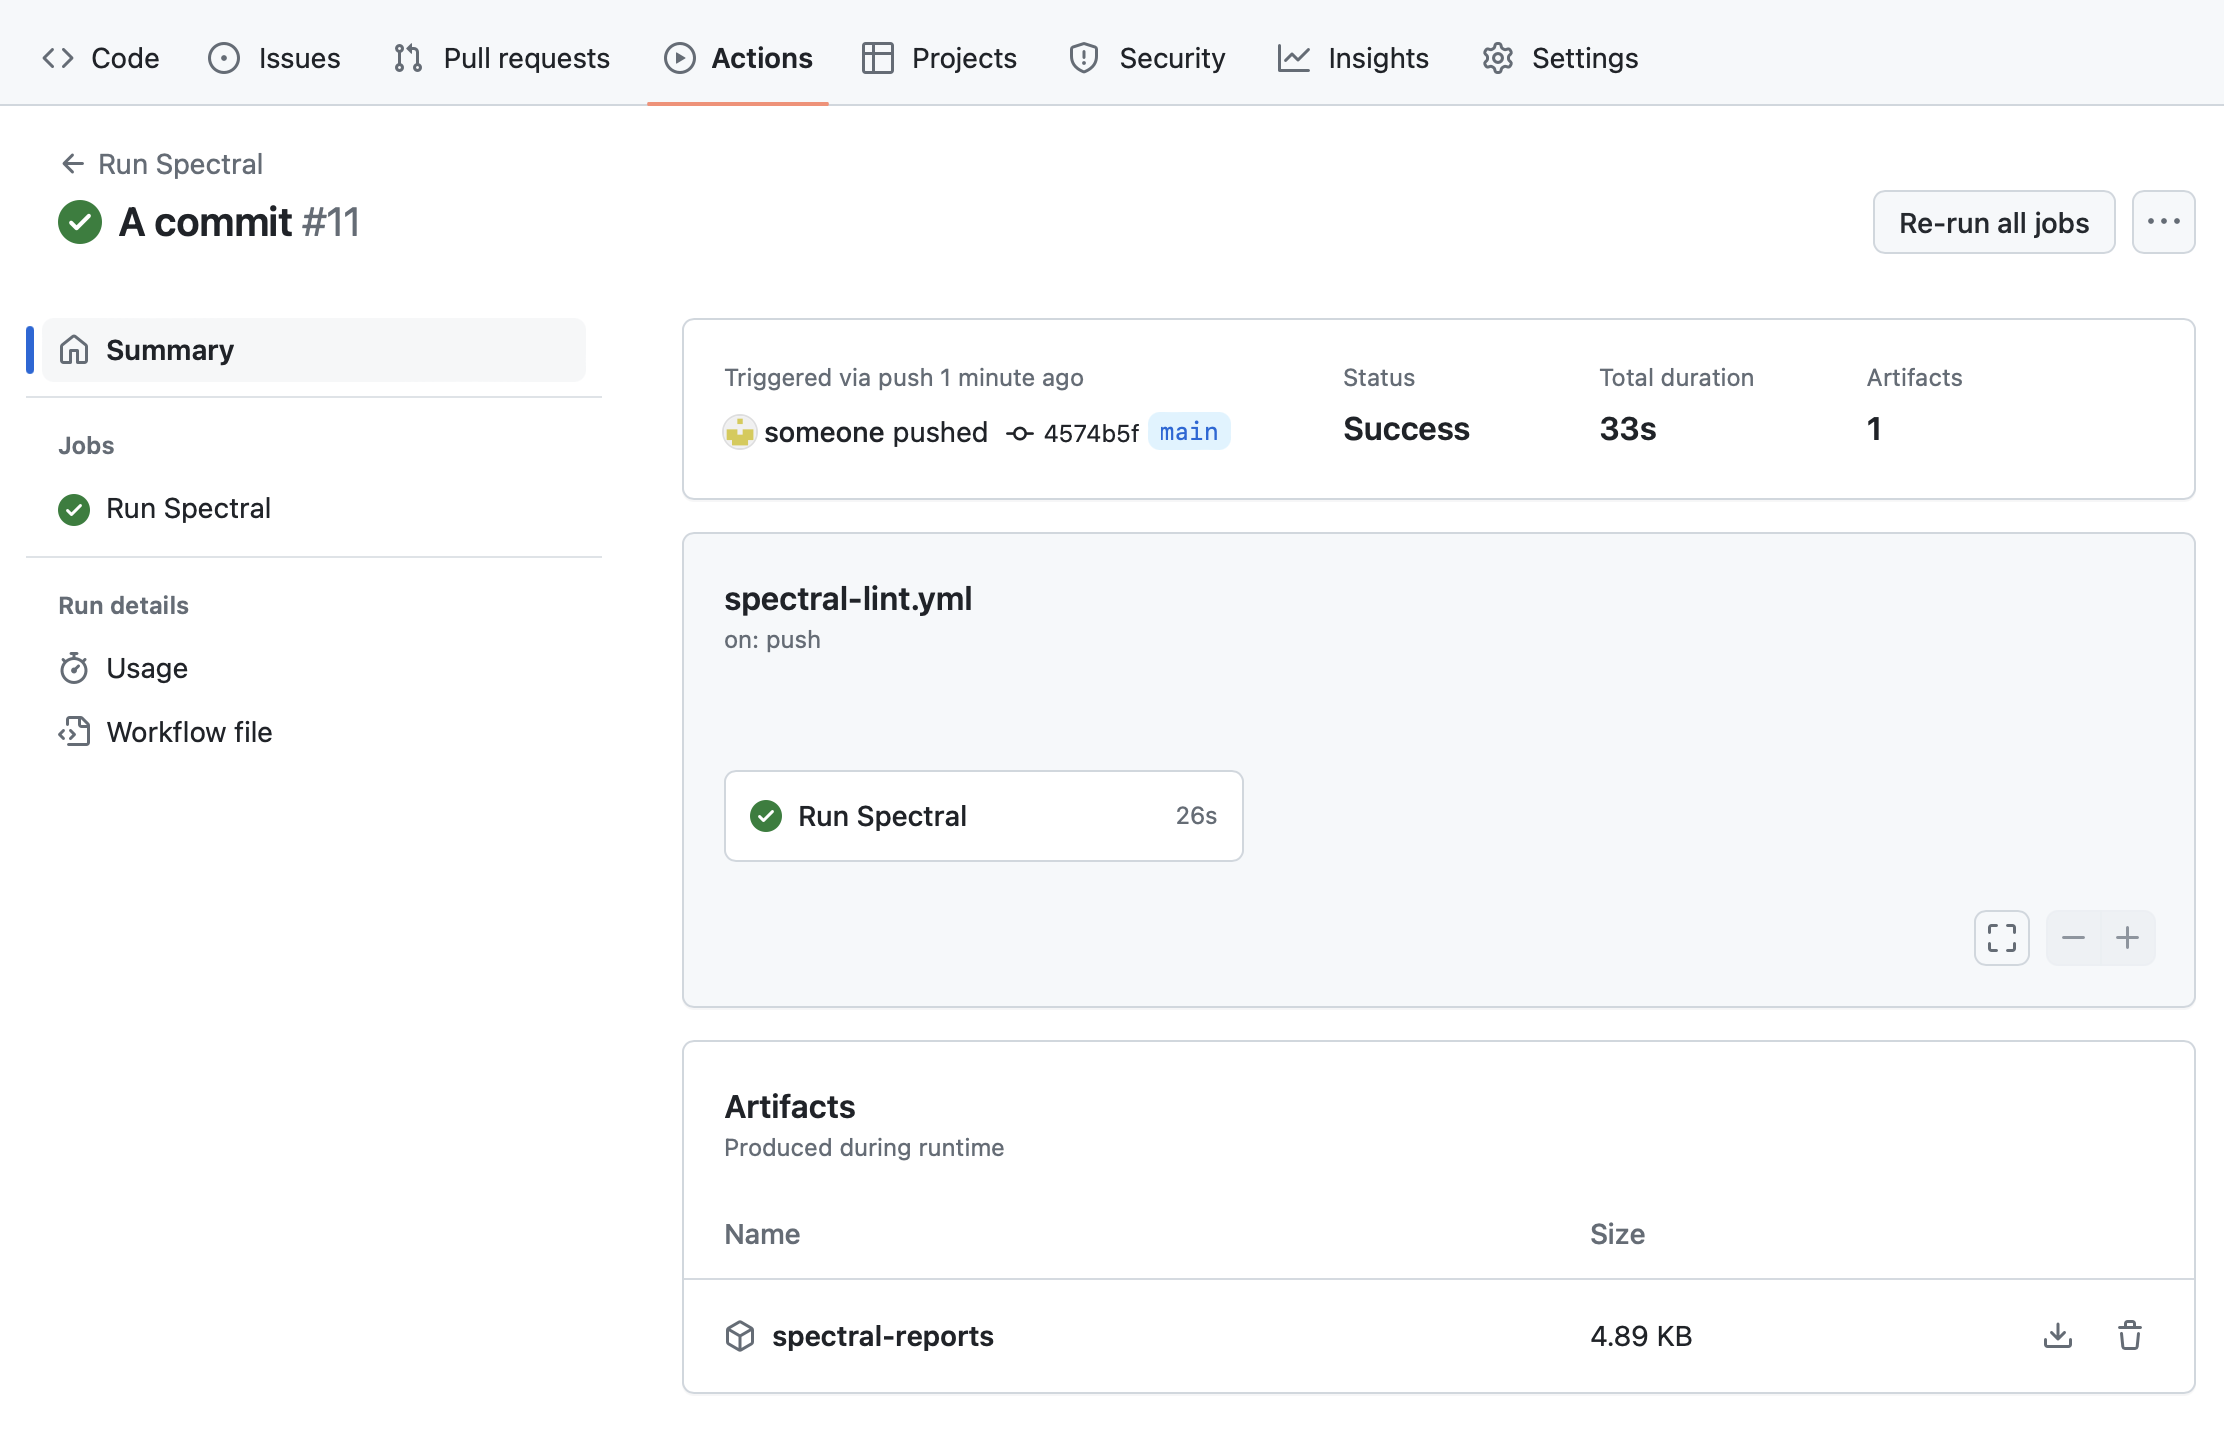 Code Issues Pull requests Actions Projects Security Insights Settings
Run Spectral
A commit #11
Re-run all jobs
Summary
Jobs
Run Spectral
Run details
Usage
Workflow file
Triggered via push 1 minute ago
someone pushed 4574b5f main
Status
Success
Total duration
33s
Artifacts
1
spectral-lint.yml
on: push
Run Spectral 26s
Artifacts
Produced during runtime
Name Size
spectral-reports 4.89 KB